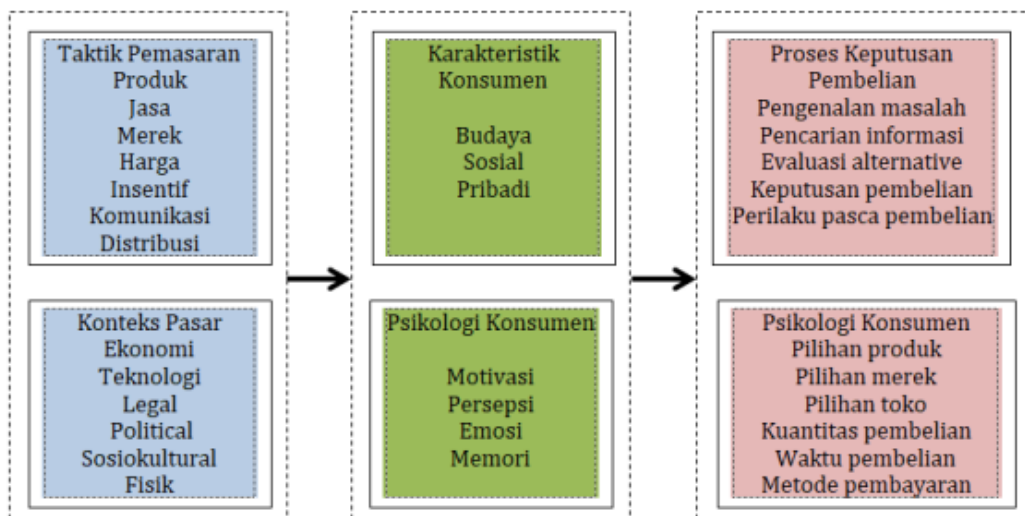 Taktik Pemasaran
Produk
Jasa
Merek
Harga
Insentif
Komunikasi
Distribusi
Konteks Pasar
Ekonomi
Teknologi
Legal
Political
Sosiokultural
Fisik
Karakteristik
Konsumen
Budaya
Sosial
Pribadi
Psikologi Konsumen
Motivasi
Persepsi
Emosi
Memori
Proses Keputusan
Pembelian
Pengenalan masalah
Pencarian informasi
Evaluasi alternative
Keputusan pembelian
Perilaku pasca pembelian
Psikologi Konsumen
Pilihan produk
Pilihan merek
Pilihan toko
Kuantitas pembelian
Waktu pembelian
Metode pembayaran